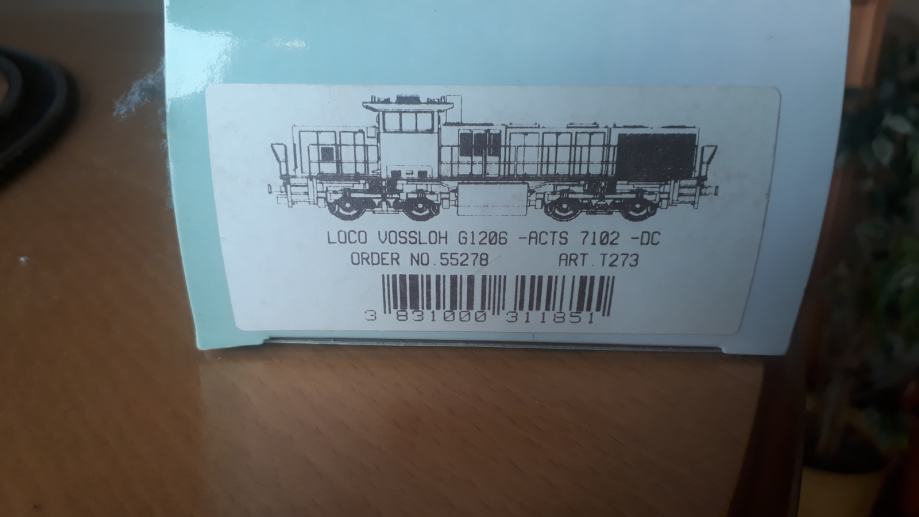 LOCO VOSSLOH G1206 -ACTS 7102 -DC
ORDER NO.55278 ART.T273
3 831000 311851